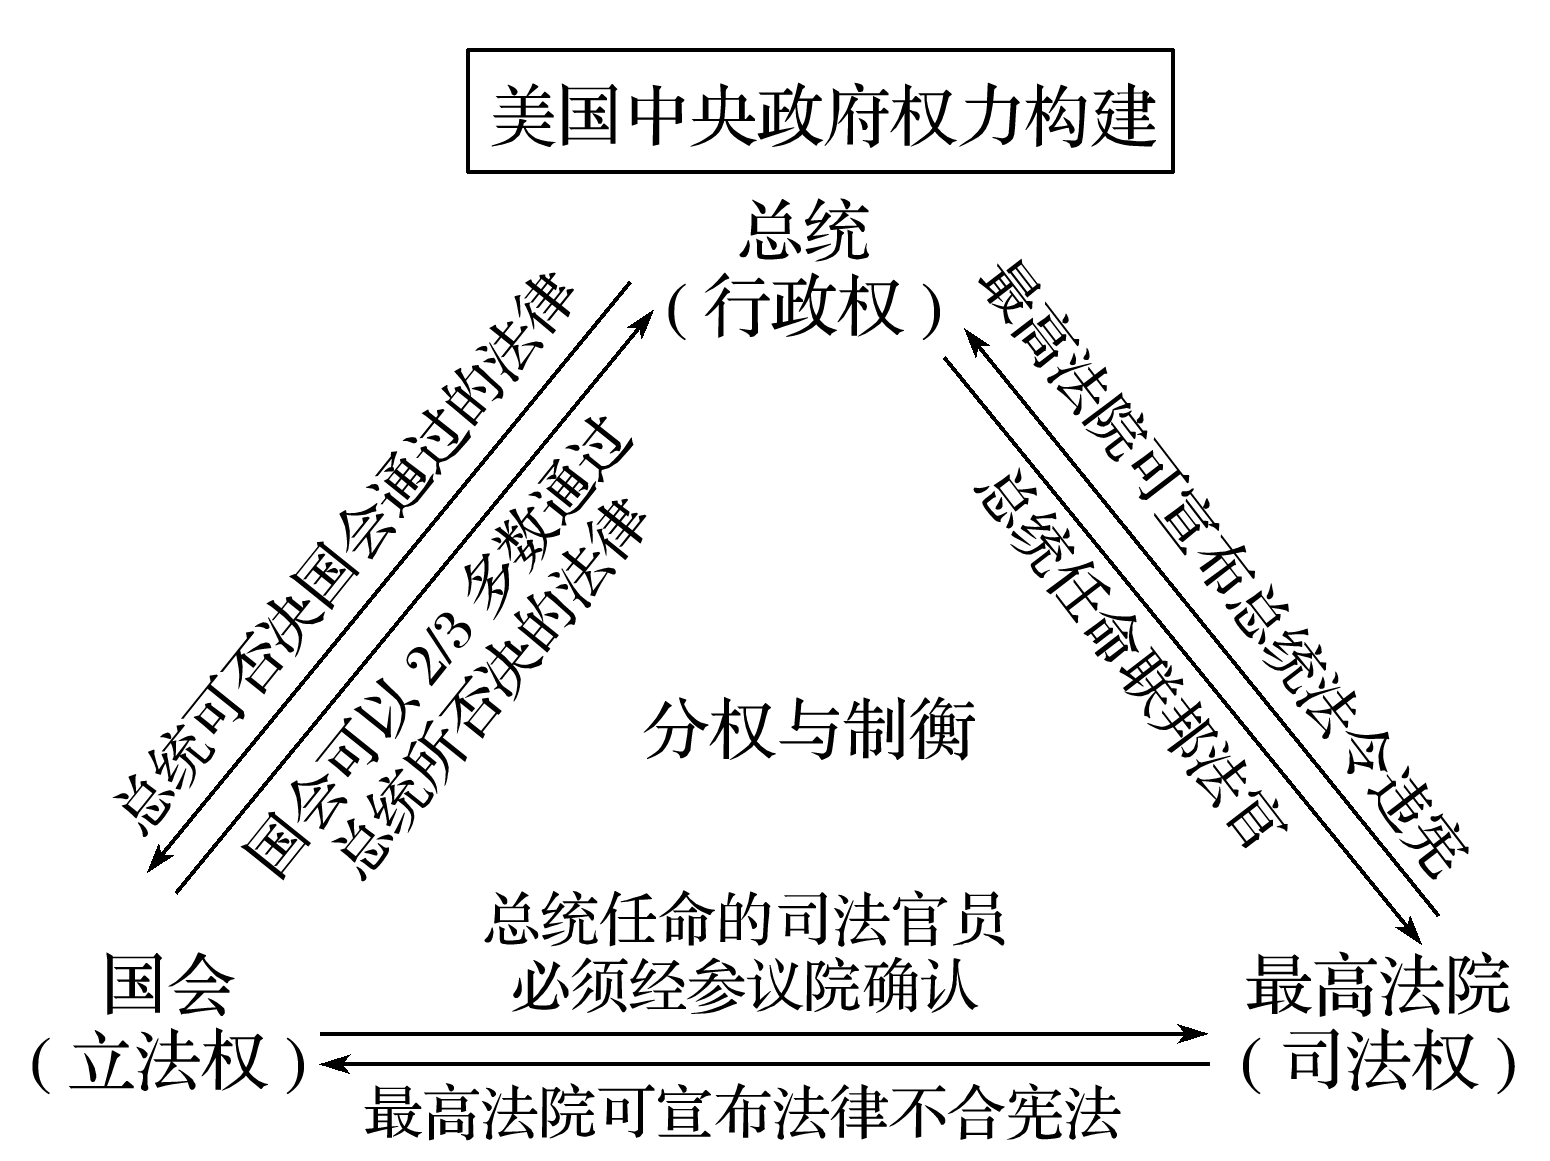 美国中央政府权力构建
总统
(行政权)
总统可否决国会通过的法律
国会可以 2/3 多数通过
总统所否决的法律
最高法院可宣布总统法令违宪
总统任命联邦法官
分权与制衡
总统任命的司法官员
必须经参议院确认
国会
(立法权)
最高法院
(司法权)
最高法院可宣布法律不合宪法